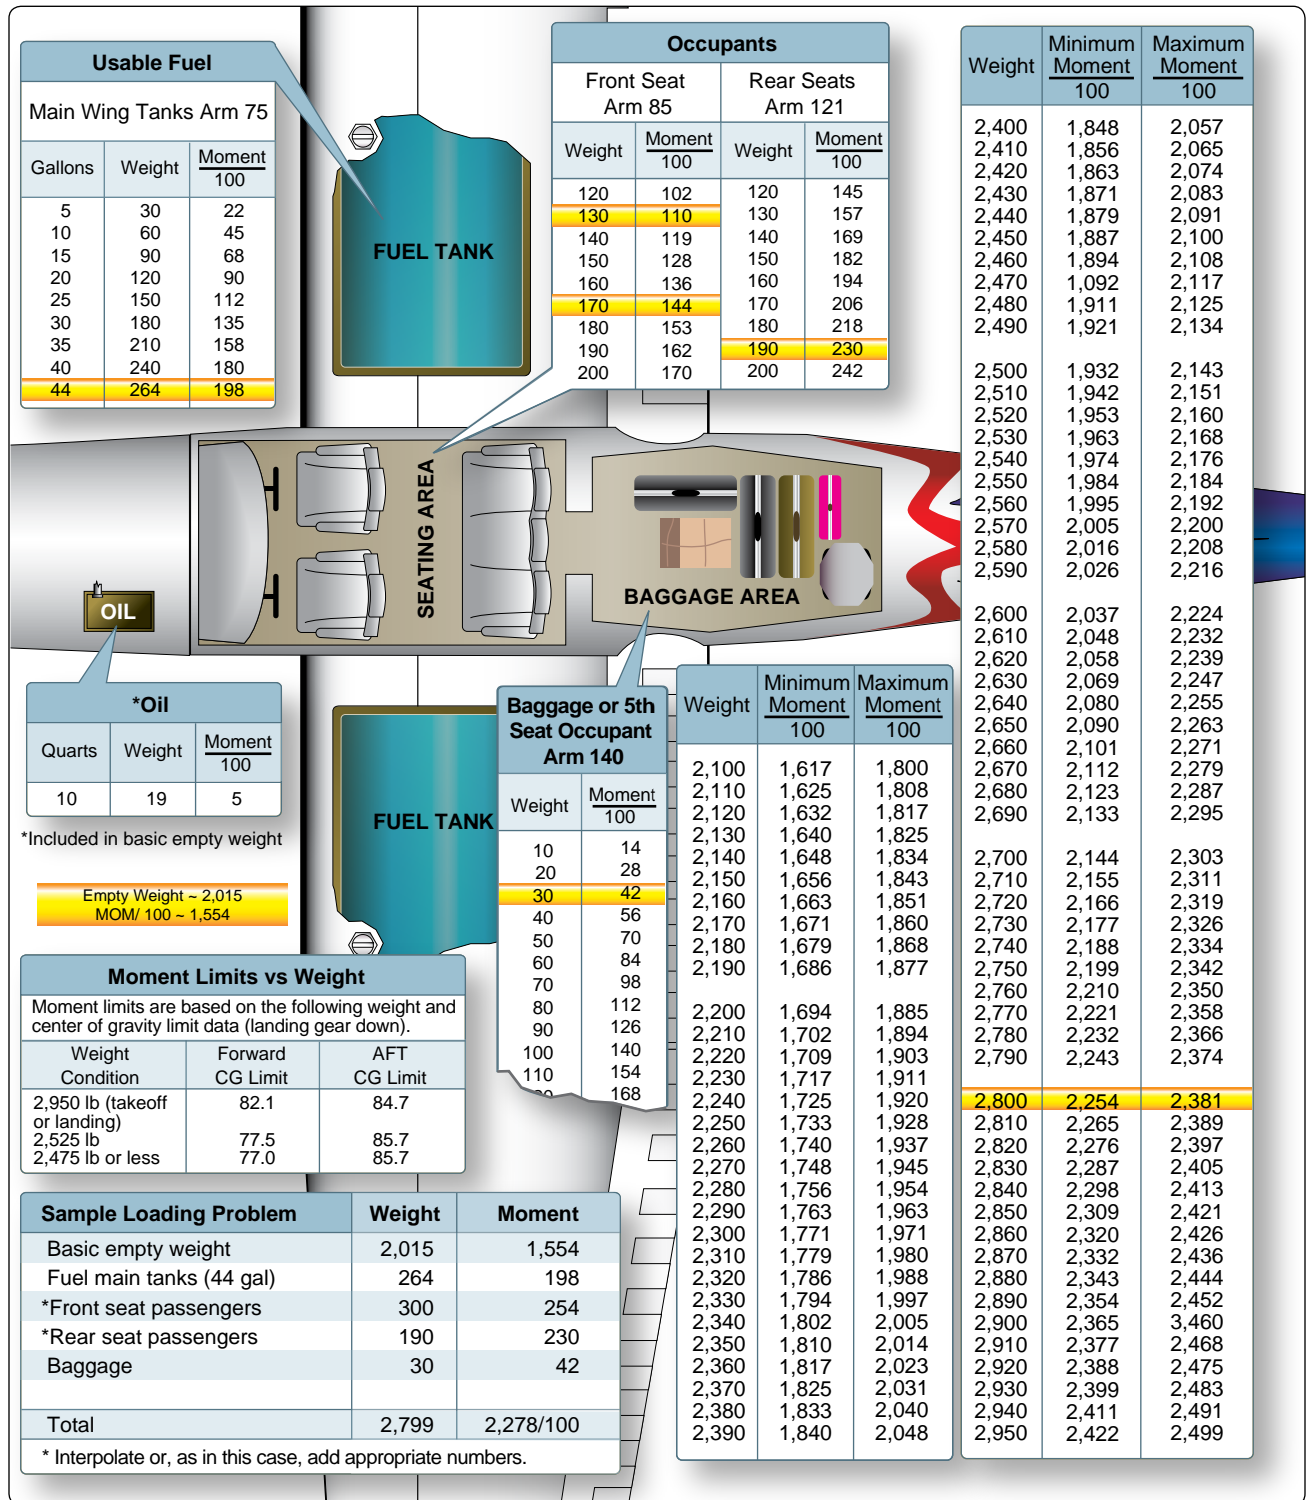 Usable Fuel
Main Wing Tanks Arm 75
Gallons Weight Moment
100
5 30 22
10 60 45
15 90 68
20 120 90
25 150 112
30 180 135
35 210 158
40 240 180
44 264 198
FUEL TANK
Occupants
Front Seat Rear Seats
Arm 85 Arm 121
Weight Moment Weight Moment
100 100
120 102 120 145
130 110 130 157
140 119 140 169
150 128 150 182
160 136 160 194
170 144 170 206
180 153 180 218
190 162 190 230
200 170 200 242
SEATING AREA
BAGGAGE AREA
OIL
*Oil
Quarts Weight Moment
100
10 19 5
*Included in basic empty weight
Empty Weight ~ 2,015
MOM/ 100 ~ 1,554
FUEL TANK
Baggage or 5th
Seat Occupant
Arm 140
Weight Moment
100
10 14
20 28
30 42
40 56
50 70
60 84
70 98
80 112
90 126
100 140
110 154
168
Moment Limits vs Weight
Moment limits are based on the following weight and
center of gravity limit data (landing gear down).
Weight Forward AFT
Condition CG Limit CG Limit
2,950 lb (takeoff 82.1 84.7
or landing)
2,525 lb 77.5 85.7
2,475 lb or less 77.0 85.7
Sample Loading Problem Weight Moment
Basic empty weight 2,015 1,554
Fuel main tanks (44 gal) 264 198
*Front seat passengers 300 254
*Rear seat passengers 190 230
Baggage 30 42
Total 2,799 2,278/100
* Interpolate or, as in this case, add appropriate numbers.
Minimum Maximum
Weight Moment Moment
100 100
2,100 1,617 1,800
2,110 1,625 1,808
2,120 1,632 1,817
2,130 1,640 1,825
2,140 1,648 1,834
2,150 1,656 1,843
2,160 1,663 1,851
2,170 1,671 1,860
2,180 1,679 1,868
2,190 1,686 1,877
2,200 1,694 1,885
2,210 1,702 1,894
2,220 1,709 1,903
2,230 1,717 1,911
2,240 1,725 1,920
2,250 1,733 1,928
2,260 1,740 1,937
2,270 1,748 1,945
2,280 1,756 1,954
2,290 1,763 1,963
2,300 1,771 1,971
2,310 1,779 1,980
2,320 1,786 1,988
2,330 1,794 1,997
2,340 1,802 2,005
2,350 1,810 2,014
2,360 1,817 2,023
2,370 1,825 2,031
2,380 1,833 2,040
2,390 1,840 2,048
Minimum Maximum
Weight Moment Moment
100 100
2,400 1,848 2,057
2,410 1,856 2,065
2,420 1,863 2,074
2,430 1,871 2,083
2,440 1,879 2,091
2,450 1,887 2,100
2,460 1,894 2,108
2,470 1,092 2,117
2,480 1,911 2,125
2,490 1,921 2,134
2,500 1,932 2,143
2,510 1,942 2,151
2,520 1,953 2,160
2,530 1,963 2,168
2,540 1,974 2,176
2,550 1,984 2,184
2,560 1,995 2,192
2,570 2,005 2,200
2,580 2,016 2,208
2,590 2,026 2,216
2,600 2,037 2,224
2,610 2,048 2,232
2,620 2,058 2,239
2,630 2,069 2,247
2,640 2,080 2,255
2,650 2,090 2,263
2,660 2,101 2,271
2,670 2,112 2,279
2,680 2,123 2,287
2,690 2,133 2,295
2,700 2,144 2,303
2,710 2,155 2,311
2,720 2,166 2,319
2,730 2,177 2,326
2,740 2,188 2,334
2,750 2,199 2,342
2,760 2,210 2,350
2,770 2,221 2,358
2,780 2,232 2,366
2,790 2,243 2,374
2,800 2,254 2,381
2,810 2,265 2,389
2,820 2,276 2,397
2,830 2,287 2,405
2,840 2,298 2,413
2,850 2,309 2,421
2,860 2,320 2,426
2,870 2,332 2,436
2,880 2,343 2,444
2,890 2,354 2,452
2,900 2,365 3,460
2,910 2,377 2,468
2,920 2,388 2,475
2,930 2,399 2,483
2,940 2,411 2,491
2,950 2,422 2,499